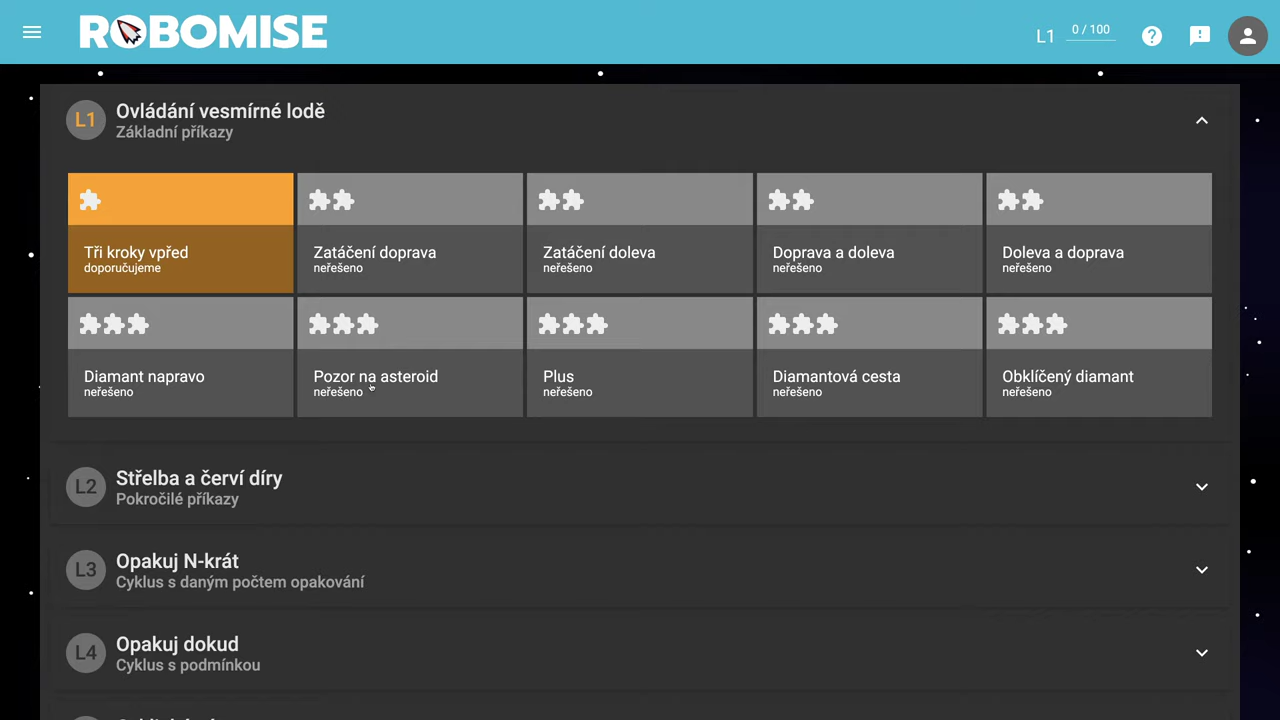 ROBOMISE
L1 0 / 100
L1
Ovládání vesmírné lodě
Základní příkazy
Tři kroky vpřed
doporučujeme
Zatáčení doprava
neřešeno
Zatáčení doleva
neřešeno
Doprava a doleva
neřešeno
Doleva a doprava
neřešeno
Diamant napravo
neřešeno
Pozor na asteroid
neřešeno
Plus
neřešeno
Diamantová cesta
neřešeno
Obklíčený diamant
neřešeno
L2
Střelba a červí díry
Pokročilé příkazy
L3
Opakuj N-krát
Cyklus s daným počtem opakování
L4
Opakuj dokud
Cyklus s podmínkou